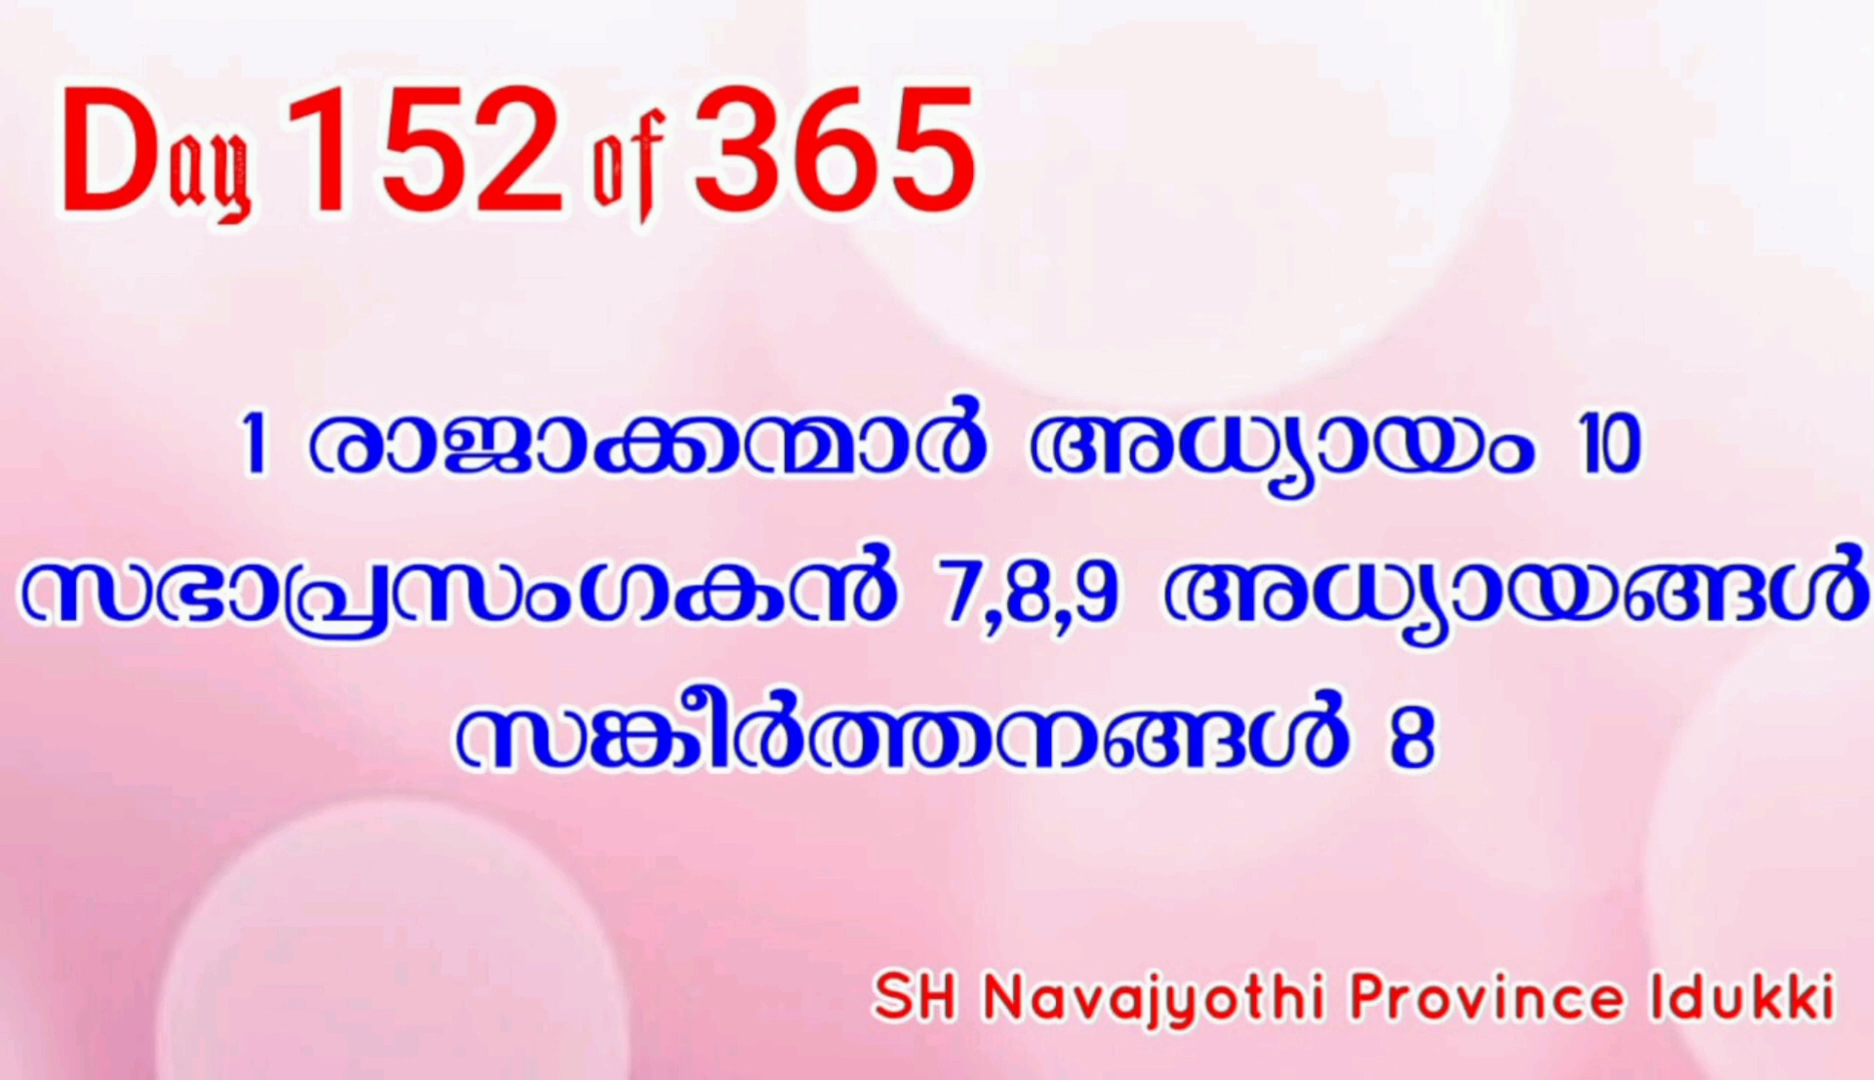 Day 152 of 365
1 രാജാക്കന്മാർ അധ്യായം 10
സഭാപ്രസംഗകൻ 7,8,9 അധ്യായങ്ങൾ
സങ്കീർത്തനങ്ങൾ 8
SH Navajyothi Province Idukki